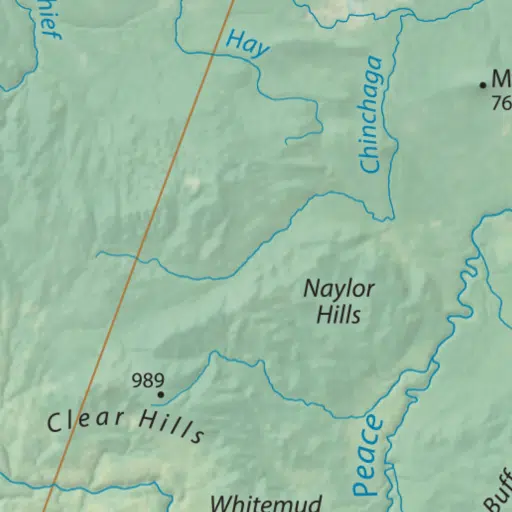 hief
Hay
Chinchaga
M
76
Naylor
Hills
989
Clear Hills
Peace
Buff
Whitemud